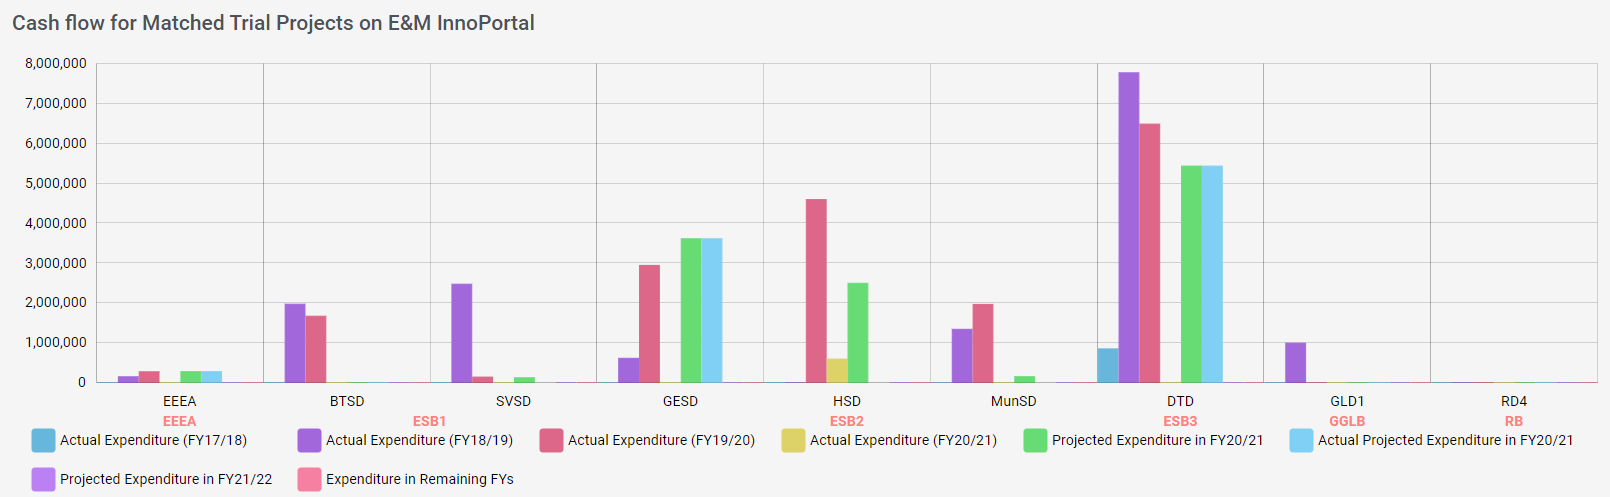 Cash flow for Matched Trial Projects on E&M InnoPortal
8,000,000
7,000,000
6,000,000
5,000,000
4,000,000
3,000,000
2,000,000
1,000,000
0
EEEA BTSD SVSD GESD HSD MunSD DTD GLD1 RD4
EEEA ESB1 ESB2 ESB3 GGLB RB
Actual Expenditure (FY17/18) Actual Expenditure (FY18/19) Actual Expenditure (FY19/20) Actual Expenditure (FY20/21) Projected Expenditure in FY20/21 Actual Projected Expenditure in FY20/21
Projected Expenditure in FY21/22 Expenditure in Remaining FYs